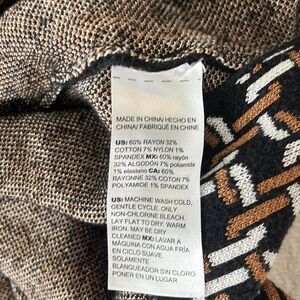 MADE IN CHINA/HECHO EN
CHINA/ FABRIQUÉ EN CHINE
US: 60% RAYON 32%
COTTON 7% NYLON 1%
SPANDEX MX: 60% rayón
32% ALGODÓN 7% poliamida
1% elastano CA: 60%
RAYONNE 32% COTON 7%
POLYAMIDE 1% SPANDEX
US: MACHINE WASH COLD,
GENTLE CYCLE, ONLY
NON-CHLORINE BLEACH,
LAY FLAT TO DRY, WARM
IRON. MAY BE DRY
CLEANED MX: LAVAR A
MÁQUINA CON AGUA FRÍA
EN CICLO SUAVE.
SOLAMENTE
BLANQUEADOR SIN CLORO
PONER EN UN LUGAR